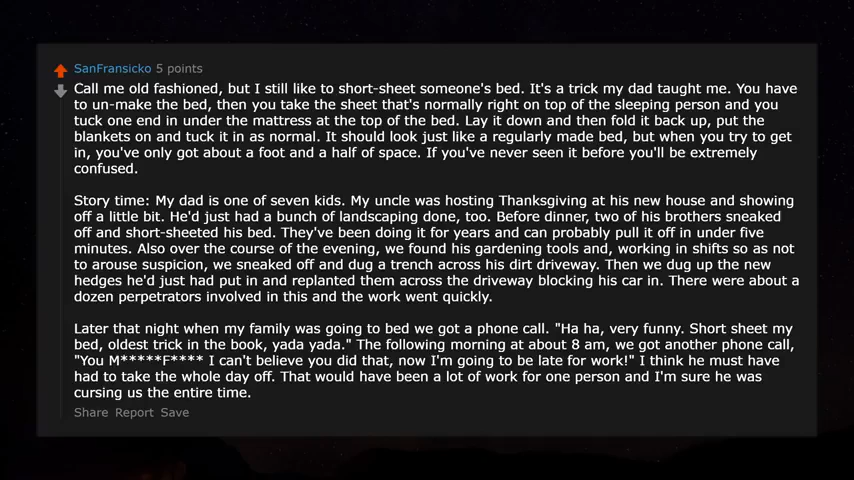 SanFransicko 5 points
Call me old fashioned, but I still like to short-sheet someone's bed. It's a trick my dad taught me. You have
to un-make the bed, then you take the sheet that's normally right on top of the sleeping person and you
tuck one end in under the mattress at the top of the bed. Lay it down and then fold it back up, put the
blankets on and tuck it in as normal. It should look just like a regularly made bed, but when you try to get
in, you've only got about a foot and a half of space. If you've never seen it before you'll be extremely
confused.
Story time: My dad is one of seven kids. My uncle was hosting Thanksgiving at his new house and showing
off a little bit. He'd just had a bunch of landscaping done, too. Before dinner, two of his brothers sneaked
off and short-sheeted his bed. They've been doing it for years and can probably pull it off in under five
minutes. Also over the course of the evening, we found his gardening tools and, working in shifts so as not
to arouse suspicion, we sneaked off and dug a trench across his dirt driveway. Then we dug up the new
hedges he'd just had put in and replanted them across the driveway blocking his car in. There were about a
dozen perpetrators involved in this and the work went quickly.
Later that night when my family was going to bed we got a phone call. "Ha ha, very funny. Short sheet my
bed, oldest trick in the book, yada yada." The following morning at about 8 am, we got another phone call,
"You M*****F**** I can't believe you did that, now I'm going to be late for work!" I think he must have
had to take the whole day off. That would have been a lot of work for one person and I'm sure he was
cursing us the entire time.
Share Report Save